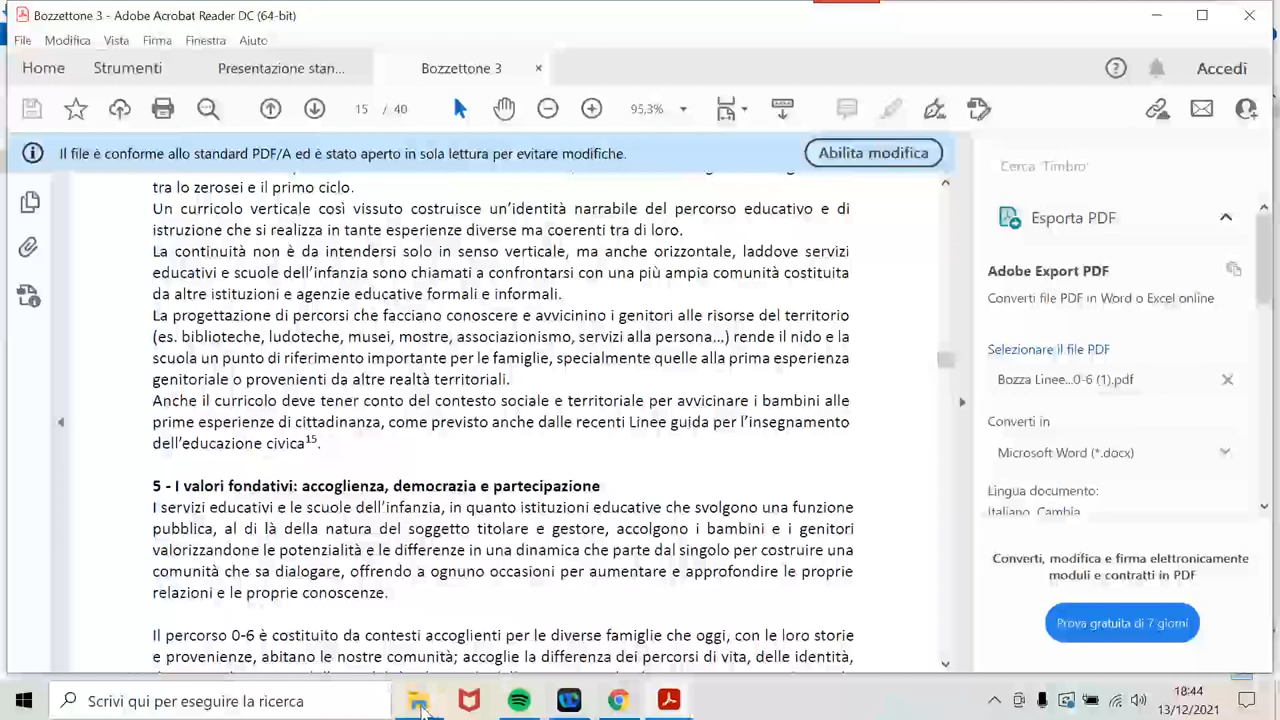 Bozzettone 3 - Adobe Acrobat Reader DC (64-bit)
File Modifica Vista Firma Finestra Aiuto
Home Strumenti Presentazione stan... Bozzettone 3 × Accedi
15 / 40 95,3%
Il file è conforme allo standard PDF/A ed è stato aperto in sola lettura per evitare modifiche. Abilita modifica
tra lo zerosei e il primo ciclo.
Un curricolo verticale così vissuto costruisce un'identità narrabile del percorso educativo e di
istruzione che si realizza in tante esperienze diverse ma coerenti tra di loro.
La continuità non è da intendersi solo in senso verticale, ma anche orizzontale, laddove servizi
educativi e scuole dell'infanzia sono chiamati a confrontarsi con una più ampia comunità costituita
da altre istituzioni e agenzie educative formali e informali.
La progettazione di percorsi che facciano conoscere e avvicinino i genitori alle risorse del territorio
(es. biblioteche, ludoteche, musei, mostre, associazionismo, servizi alla persona...) rende il nido e la
scuola un punto di riferimento importante per le famiglie, specialmente quelle alla prima esperienza
genitoriale o provenienti da altre realtà territoriali.
Anche il curricolo deve tener conto del contesto sociale e territoriale per avvicinare i bambini alle
prime esperienze di cittadinanza, come previsto anche dalle recenti Linee guida per l'insegnamento
dell'educazione civica15.
5 - I valori fondativi: accoglienza, democrazia e partecipazione
I servizi educativi e le scuole dell'infanzia, in quanto istituzioni educative che svolgono una funzione
pubblica, al di là della natura del soggetto titolare e gestore, accolgono i bambini e i genitori
valorizzandone le potenzialità e le differenze in una dinamica che parte dal singolo per costruire una
comunità che sa dialogare, offrendo a ognuno occasioni per aumentare e approfondire le proprie
relazioni e le proprie conoscenze.
Il percorso 0-6 è costituito da contesti accoglienti per le diverse famiglie che oggi, con le loro storie
e provenienze, abitano le nostre comunità; accoglie la differenza dei percorsi di vita, delle identità,
Cerca 'Timbro'
Esporta PDF
Adobe Export PDF
Converti file PDF in Word o Excel online
Selezionare il file PDF
Bozza Linee...0-6 (1).pdf
Converti in
Microsoft Word (*.docx)
Lingua documento:
Italiano, Cambia
Converti, modifica e firma elettronicamente
moduli e contratti in PDF
Prova gratuita di 7 giorni
Scrivi qui per eseguire la ricerca
18:44
13/12/2021